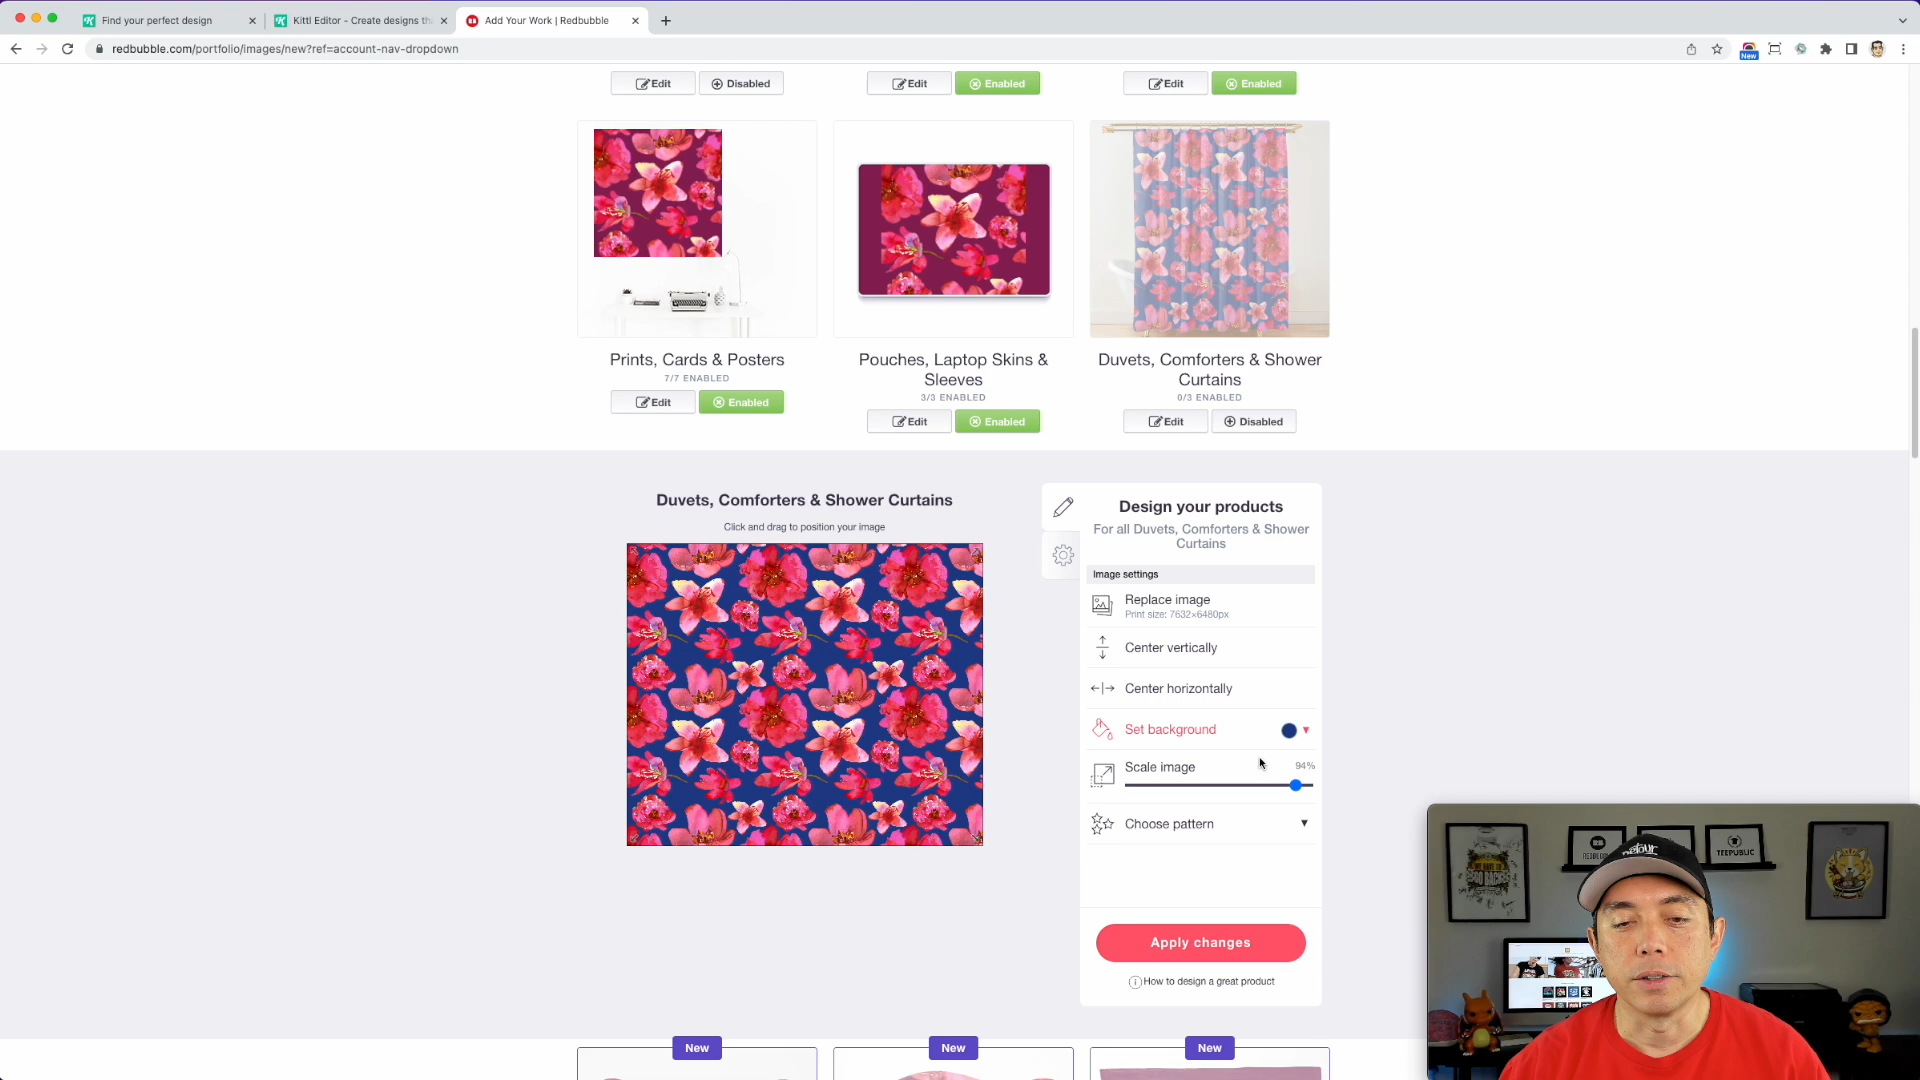 Find your perfect design
Kittl Editor - Create designs tha
Add Your Work | Redbubble
redbubble.com/portfolio/images/new?ref=account-nav-dropdown
New
Edit
Disabled
Edit
Enabled
Edit
Enabled
Prints, Cards & Posters
7/7 ENABLED
Edit
Enabled
Pouches, Laptop Skins &
Sleeves
3/3 ENABLED
Edit
Enabled
Duvets, Comforters & Shower
Curtains
0/3 ENABLED
Edit
Disabled
Duvets, Comforters & Shower Curtains
Click and drag to position your image
Design your products
For all Duvets, Comforters & Shower
Curtains
Image settings
Replace image
Print size: 7632×6480px
Center vertically
Center horizontally
Set background
Scale image
94%
Choose pattern
Apply changes
How to design a great product
New
New
New
TEEPUBLIC